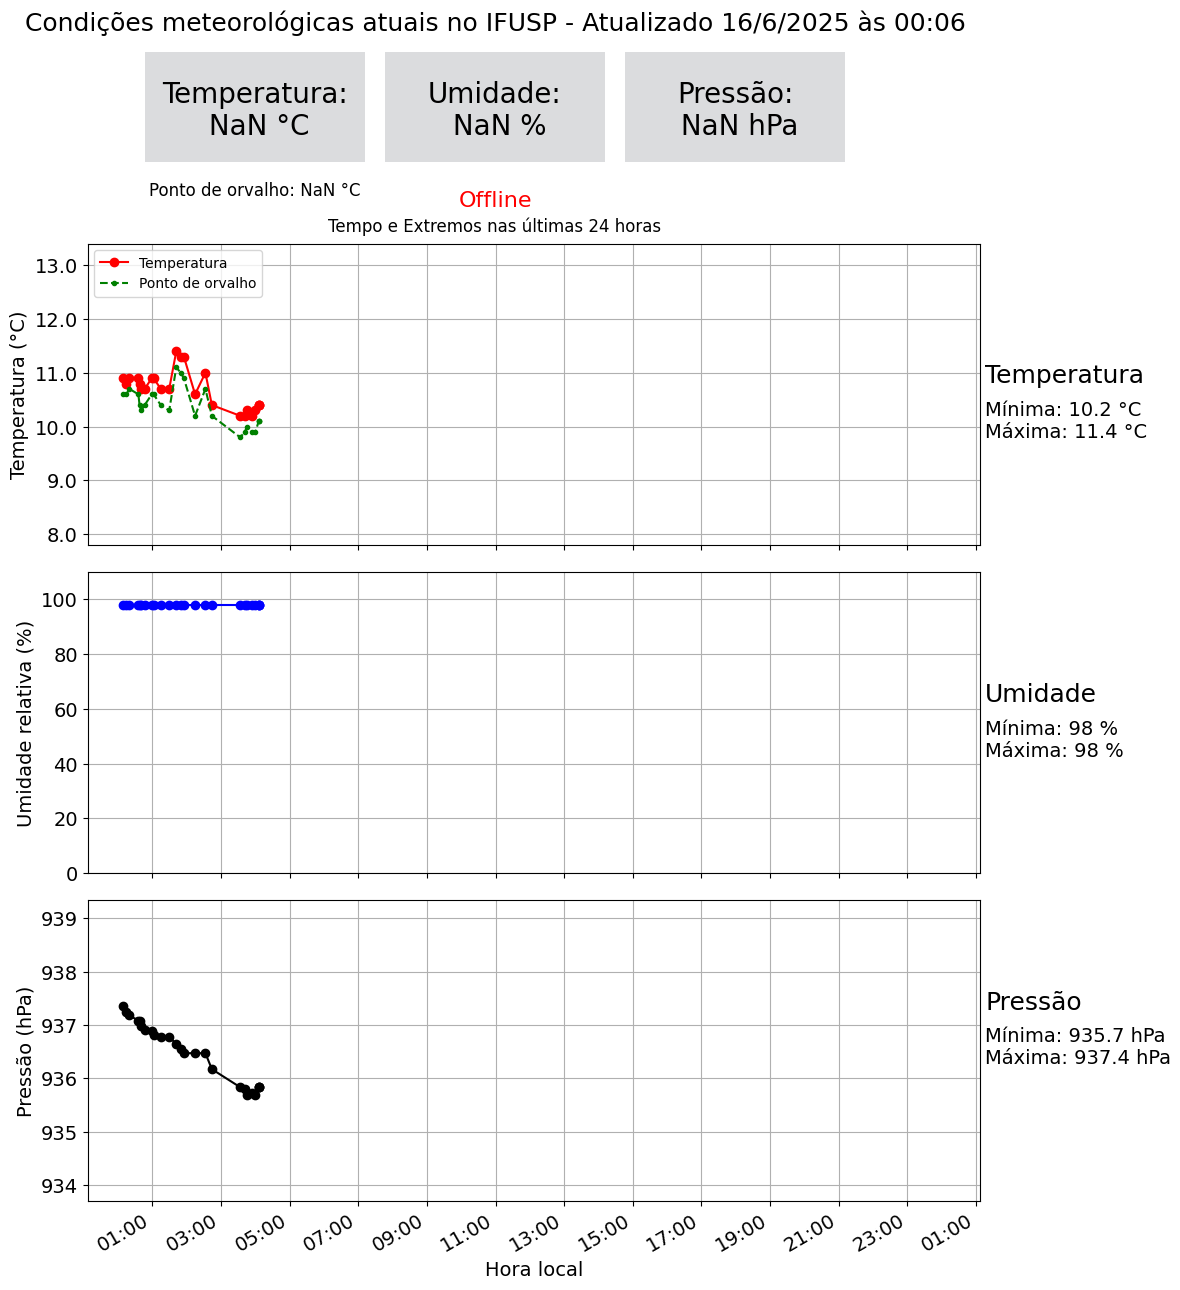 Condições meteorológicas atuais no IFUSP - Atualizado 16/6/2025 às 00:06
Temperatura:
NaN °C
Umidade:
NaN %
Pressão:
NaN hPa
Ponto de orvalho: NaN °C
Offline
Tempo e Extremos nas últimas 24 horas
Temperatura
Ponto de orvalho
Temperatura (°C)
13.0
12.0
11.0
10.0
9.0
8.0
Temperatura
Mínima: 10.2 °C
Máxima: 11.4 °C
Umidade relativa (%)
100
80
60
40
20
0
Umidade
Mínima: 98 %
Máxima: 98 %
Pressão (hPa)
939
938
937
936
935
934
Pressão
Mínima: 935.7 hPa
Máxima: 937.4 hPa
01:00 03:00 05:00 07:00 09:00 11:00 13:00 15:00 17:00 19:00 21:00 23:00 01:00
Hora local